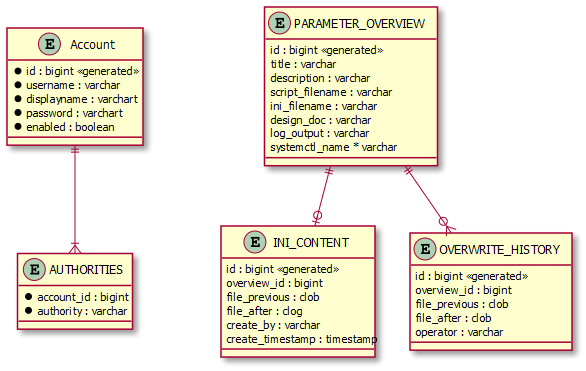 E Account
id : bigint «generated»
username : varchar
displayname : varchart
password : varchart
enabled : boolean
E PARAMETER_OVERVIEW
id : bigint «generated»
title : varchar
description : varchar
script_filename : varchar
ini_filename : varchar
design_doc : varchar
log_output : varchar
systemctl_name * varchar
E AUTHORITIES
account_id : bigint
authority : varchar
E INI_CONTENT
overview_id : bigint «generated»
overview_id : bigint
file_previous : clob
file_after : clog
create_by : varchar
create_timestamp : timestamp
E OVERWRITE_HISTORY
id : bigint «generated»
overview_id : bigint
file_previous : clob
file_after : clob
operator : varchar